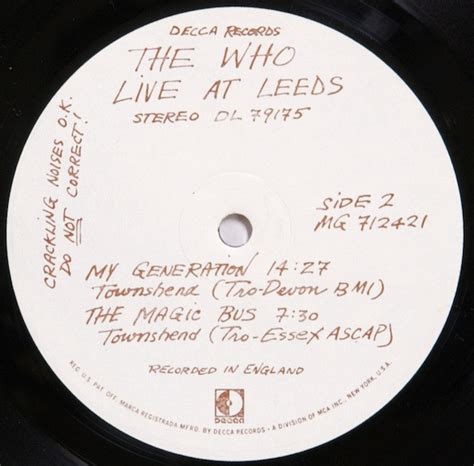 DECCA RECORDS
THE WHO
LIVE AT LEEDS
STEREO DL 79175
CRACKLING NOISES O.K.
DO NOT CORRECT!
SIDE 2
MG 712421
MY GENERATION 14:27
Townshend (Tro-Devon BMI)
THE MAGIC BUS 7:30
Townshend (Tro-Essex ASCAP)
RECORDED IN ENGLAND
DECCA
REG. U.S. PAT. OFF. MARCA REGISTRADA•MFRD. BY DECCA RECORDS • A DIVISION OF MCA INC., NEW YORK, U.S.A.